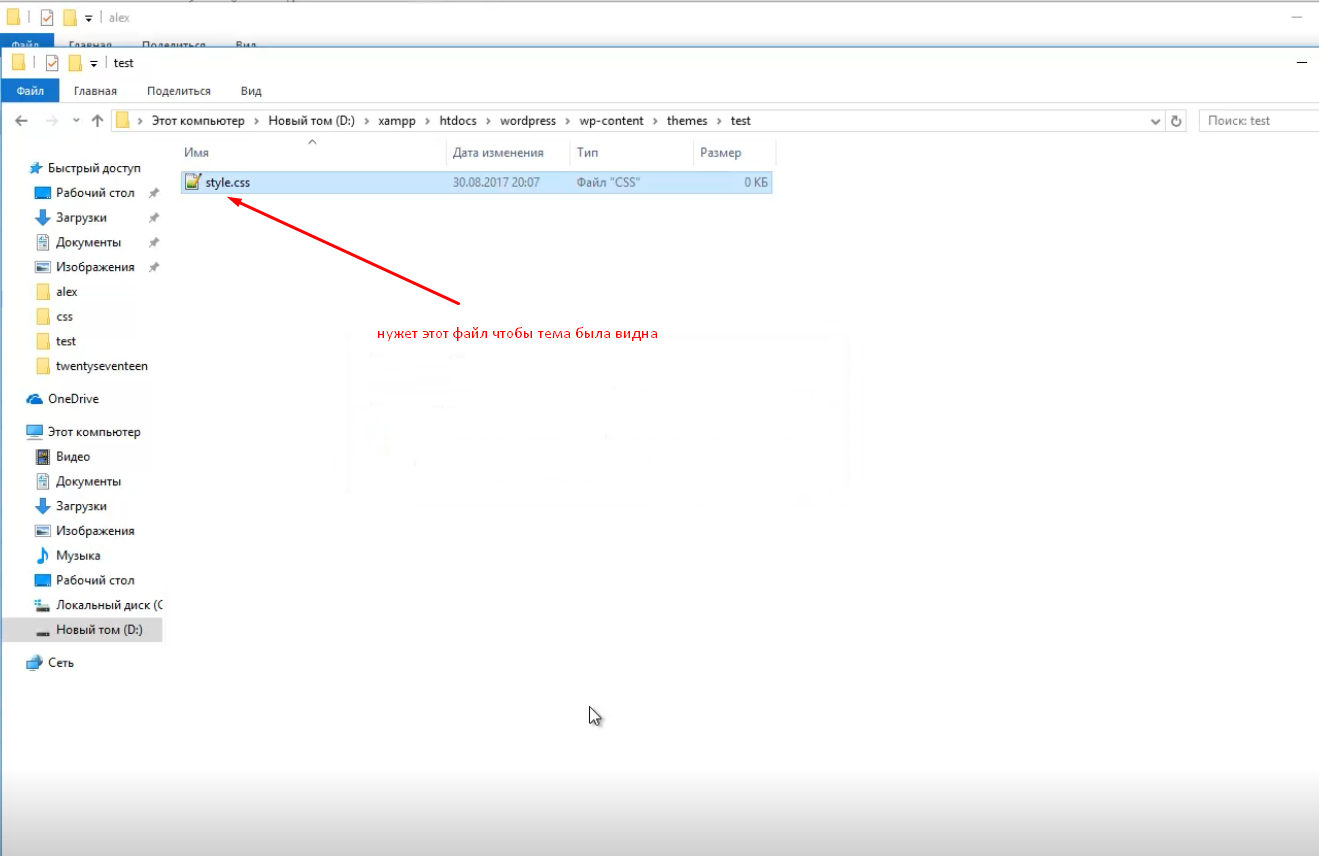 alex
Файл Главная Поделиться Вид
test
Файл Главная Поделиться Вид
Этот компьютер › Новый том (D:) › xampp › htdocs › wordpress › wp-content › themes › test
Поиск: test
Имя Дата изменения Тип Размер
style.css 30.08.2017 20:07 Файл "CSS" 0 КБ
нужет этот файл чтобы тема была видна
Быстрый доступ
Рабочий стол
Загрузки
Документы
Изображения
alex
css
test
twentyseventeen
OneDrive
Этот компьютер
Видео
Документы
Загрузки
Изображения
Музыка
Рабочий стол
Локальный диск (C
Новый том (D:)
Сеть